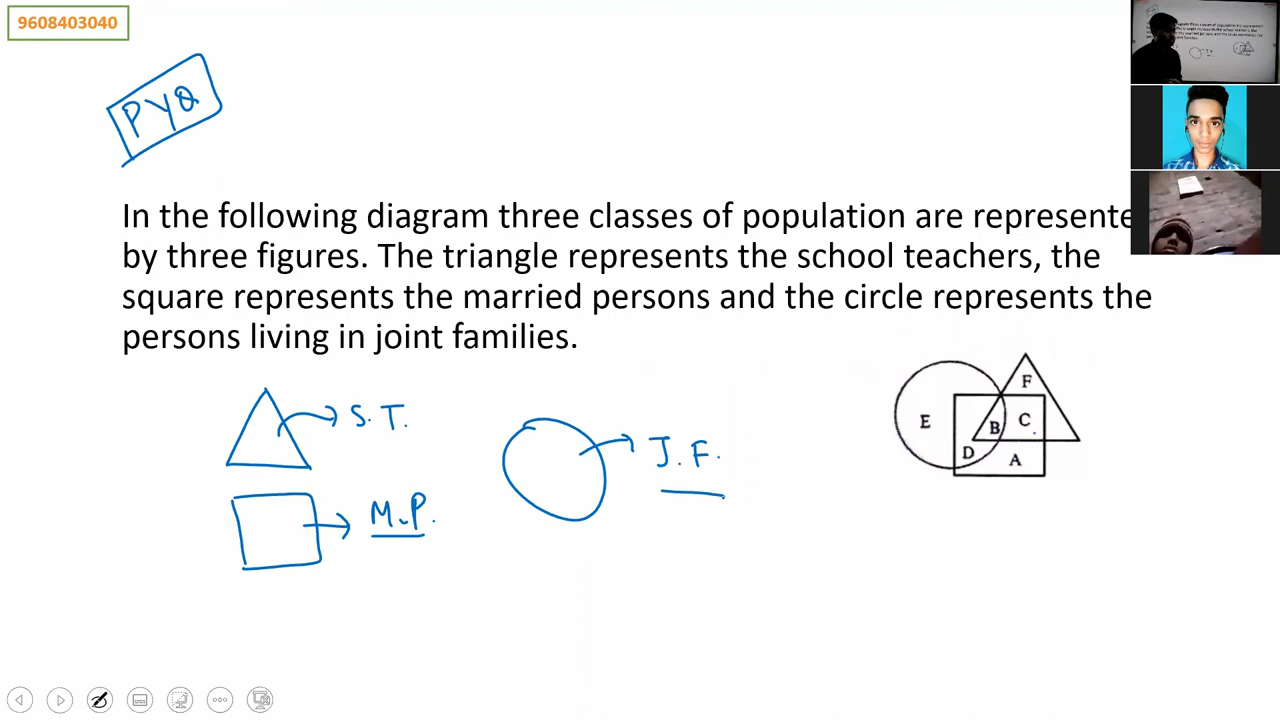 9608403040
PYQ
In the following diagram three classes of population are represente
by three figures. The triangle represents the school teachers, the
square represents the married persons and the circle represents the
persons living in joint families.
S.T.
J.F.
M.P.
F
E
B
C
D
A